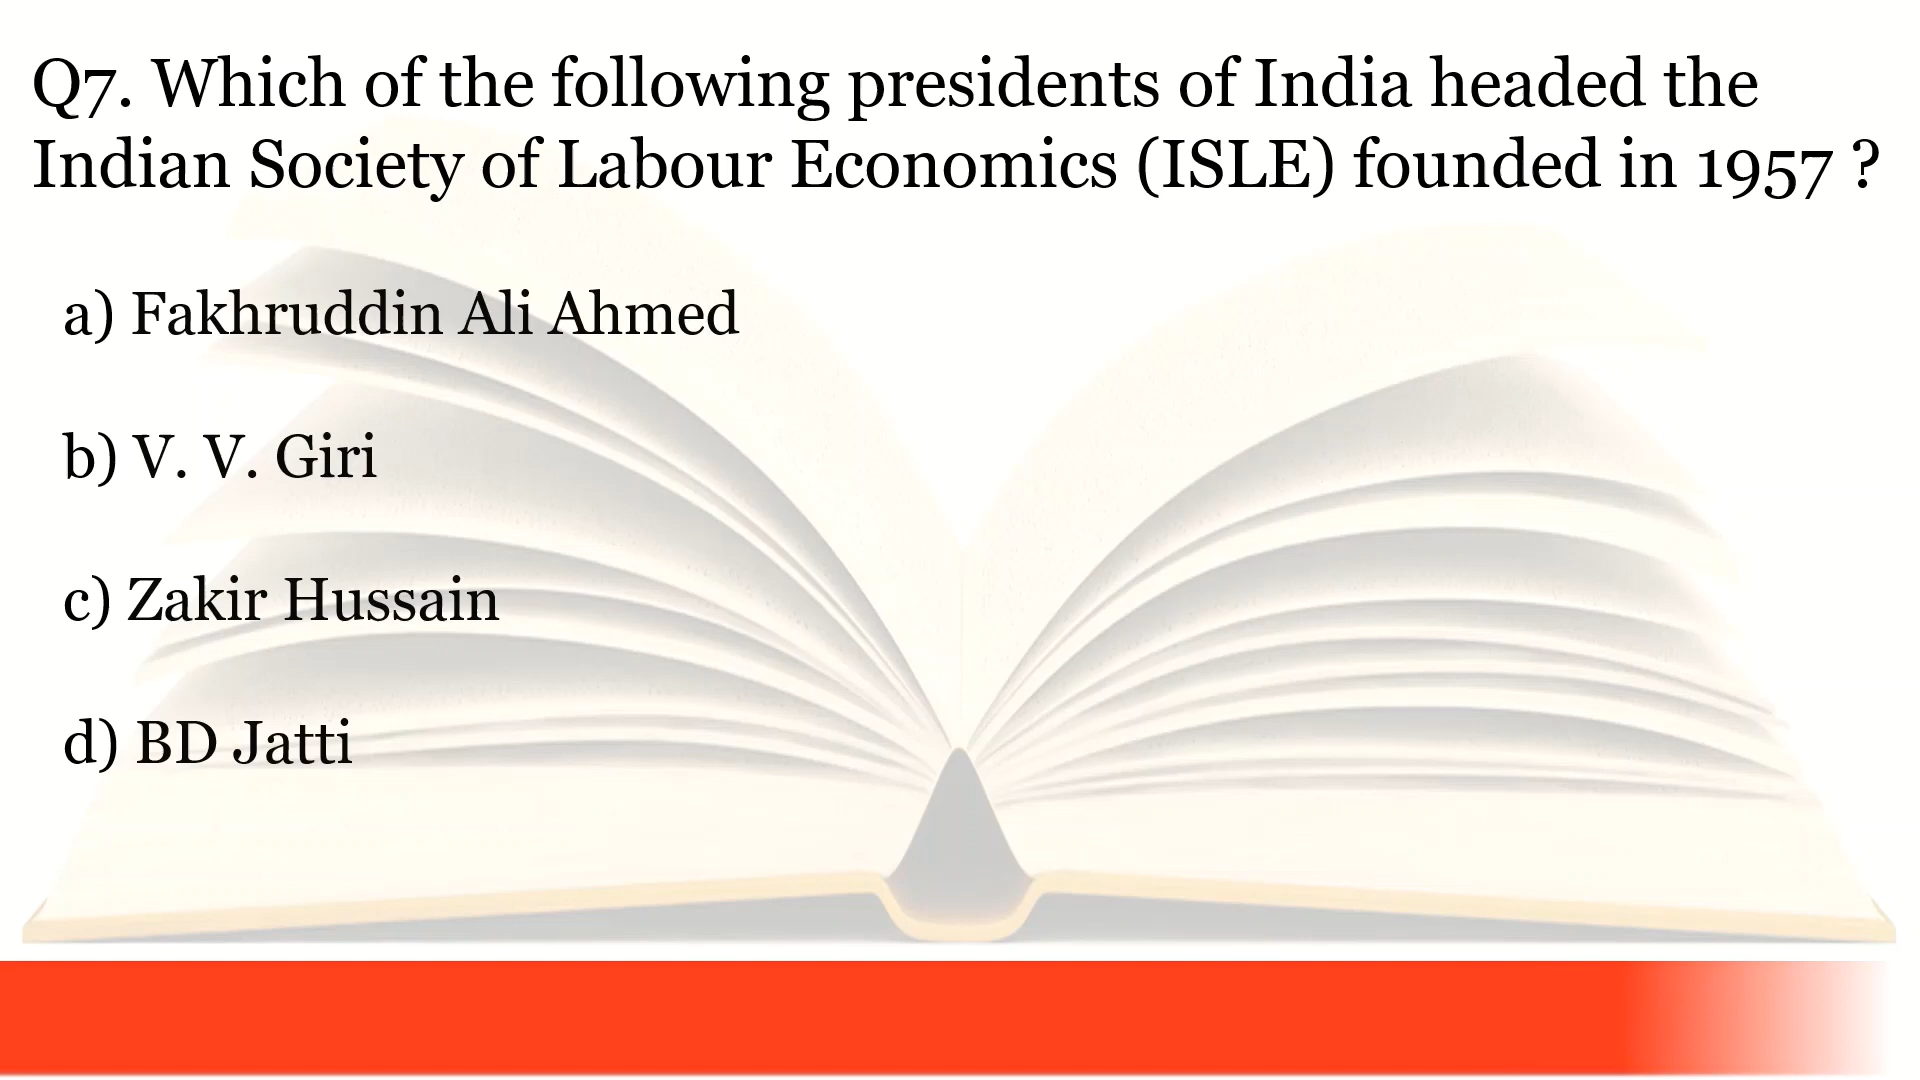 Q7. Which of the following presidents of India headed the
Indian Society of Labour Economics (ISLE) founded in 1957 ?
a) Fakhruddin Ali Ahmed
b) V. V. Giri
c) Zakir Hussain
d) BD Jatti